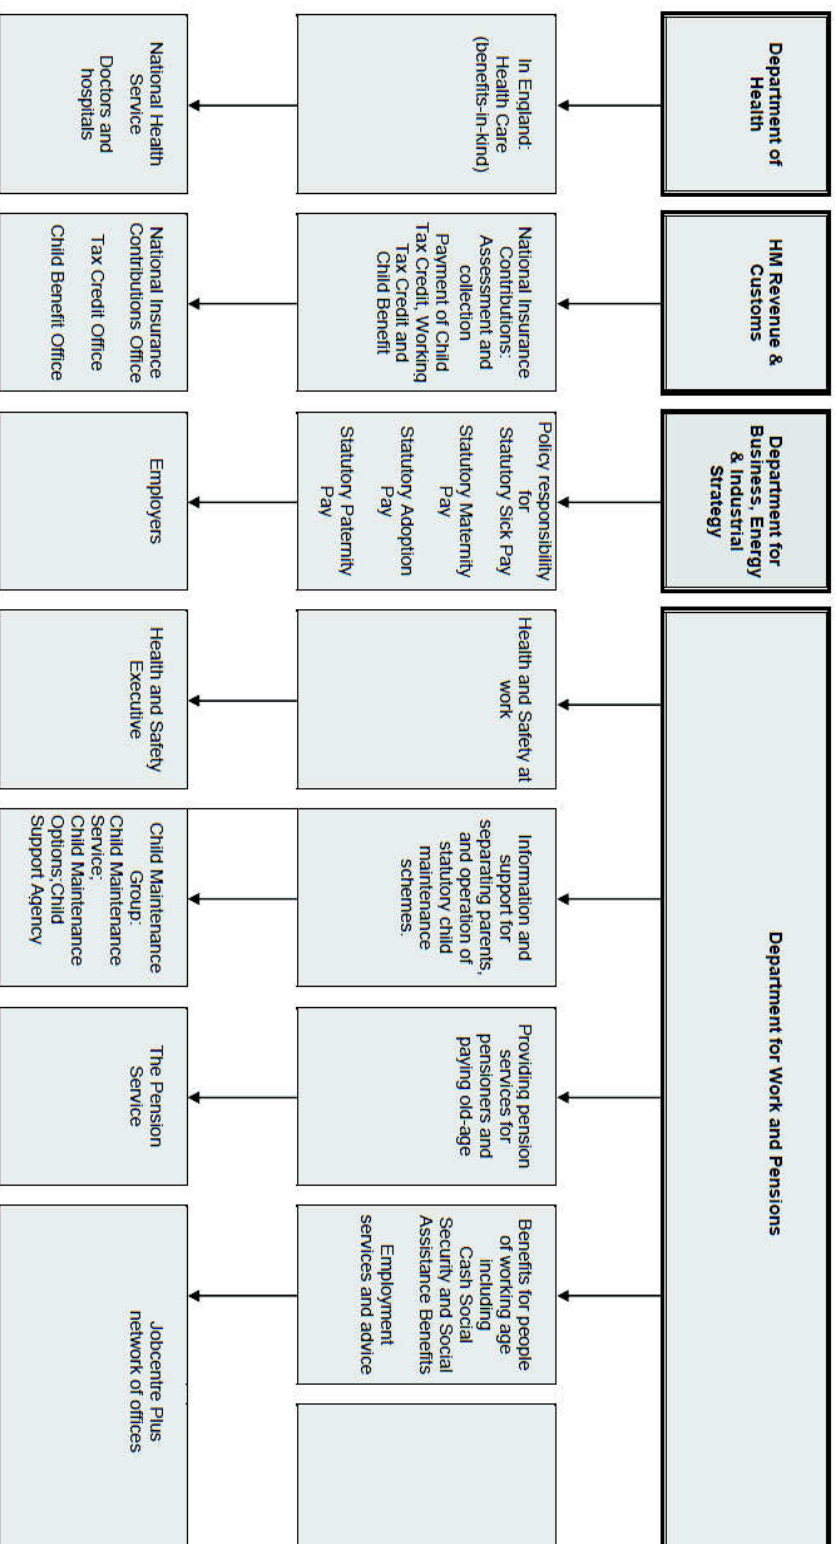 Department of
Health
HM Revenue &
Customs
Department for
Business, Energy
& Industrial
Strategy
Department for Work and Pensions
In England:
Health Care
(benefits-in-kind)
National Insurance
Contributions:
Assessment and
collection
Payment of Child
Tax Credit, Working
Tax Credit and
Child Benefit
Policy responsibility
for
Statutory Sick Pay
Statutory Maternity
Pay
Statutory Adoption
Pay
Statutory Paternity
Pay
Health and Safety at
work
Information and
support for
separating parents,
and operation of
statutory child
maintenance
schemes.
Providing pension
services for
pensioners and
paying old-age
Benefits for people
of working age
including
Cash Social
Security and Social
Assistance Benefits
Employment
services and advice
National Health
Service
Doctors and
hospitals
National Insurance
Contributions Office
Tax Credit Office
Child Benefit Office
Employers
Health and Safety
Executive
Child Maintenance
Group:
Child Maintenance
Service;
Child Maintenance
Options;Child
Support Agency
The Pension
Service
Jobcentre Plus
network of offices